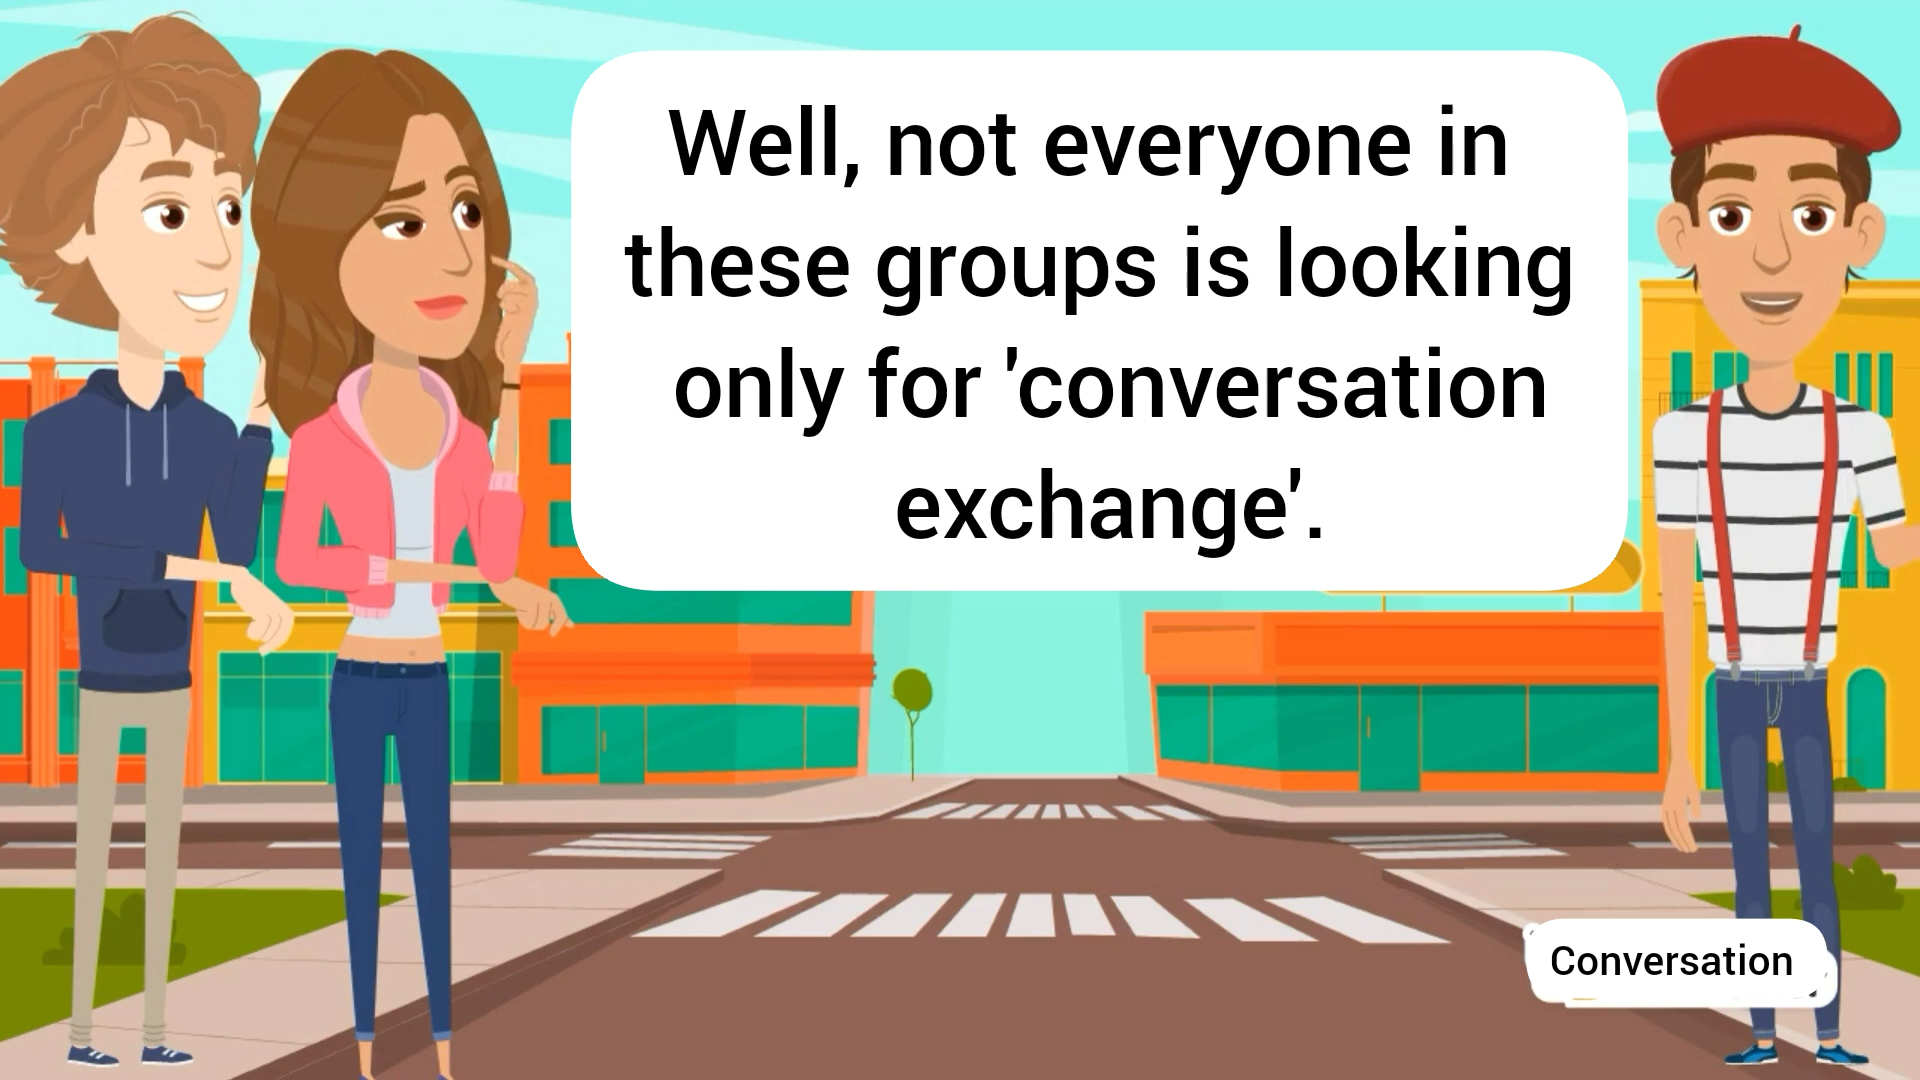 Well, not everyone in
these groups is looking
only for 'conversation
exchange'.
Conversation